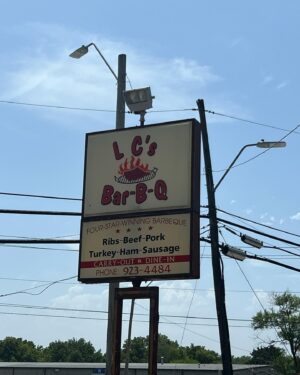 L C's
Bar-B-Q
FOUR-STAR-WINNING BARBEQUE
★ ★ ★ ★
Ribs-Beef-Pork
Turkey-Ham-Sausage
CARRY-OUT • DINE-IN
PHONE 923-4484